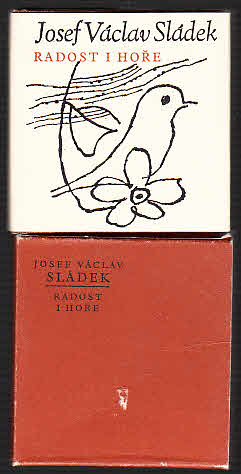 Josef Václav Sládek
RADOST I HOŘE
JOSEF VÁCLAV
SLÁDEK
RADOST
I HOŘE